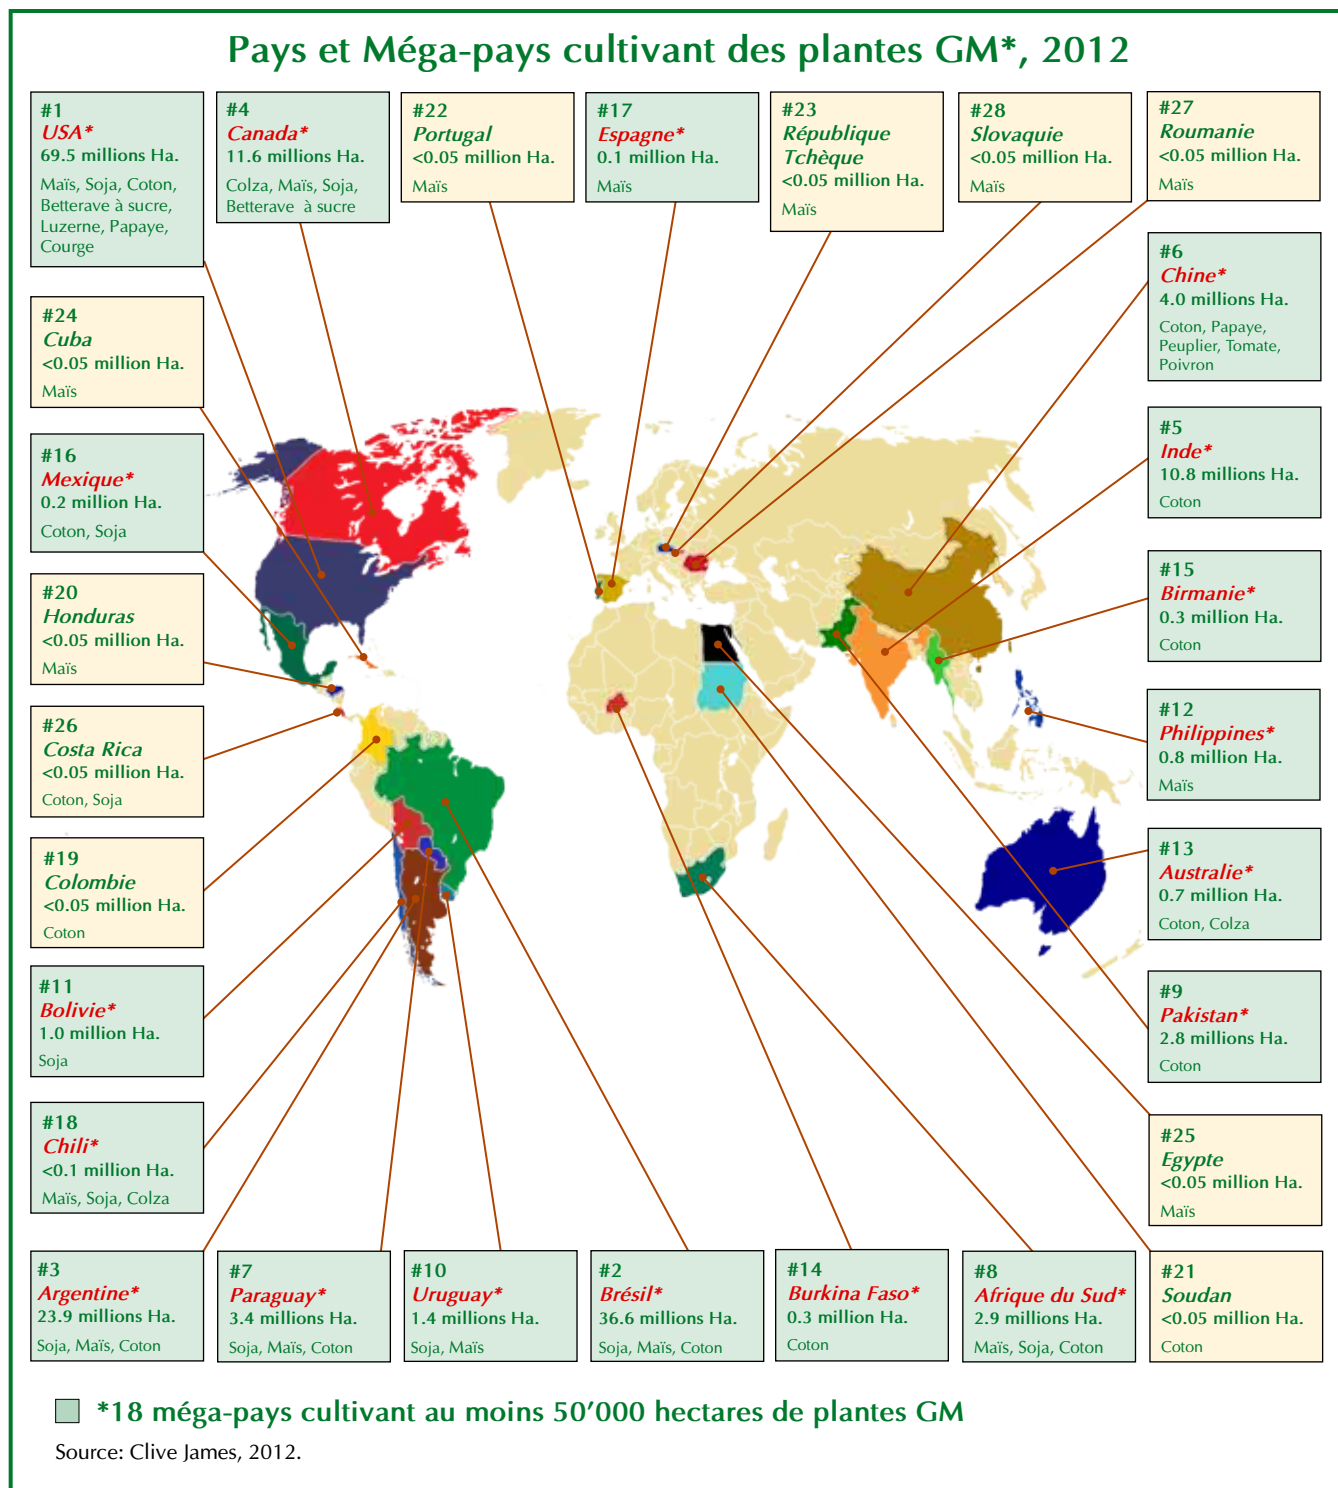 Pays et Méga-pays cultivant des plantes GM*, 2012
#1
USA*
69.5 millions Ha.
Maïs, Soja, Coton,
Betterave à sucre,
Luzerne, Papaye,
Courge
#4
Canada*
11.6 millions Ha.
Colza, Maïs, Soja,
Betterave à sucre
#22
Portugal
<0.05 million Ha.
Maïs
#17
Espagne*
0.1 million Ha.
Maïs
#23
République
Tchèque
<0.05 million Ha.
Maïs
#28
Slovaquie
<0.05 million Ha.
Maïs
#27
Roumanie
<0.05 million Ha.
Maïs
#24
Cuba
<0.05 million Ha.
Maïs
#16
Mexique*
0.2 million Ha.
Coton, Soja
#20
Honduras
<0.05 million Ha.
Maïs
#26
Costa Rica
<0.05 million Ha.
Coton, Soja
#19
Colombie
<0.05 million Ha.
Coton
#11
Bolivie*
1.0 million Ha.
Soja
#18
Chili*
<0.1 million Ha.
Maïs, Soja, Colza
#6
Chine*
4.0 millions Ha.
Coton, Papaye,
Peuplier, Tomate,
Poivron
#5
Inde*
10.8 millions Ha.
Coton
#15
Birmanie*
0.3 million Ha.
Coton
#12
Philippines*
0.8 million Ha.
Maïs
#13
Australie*
0.7 million Ha.
Coton, Colza
#9
Pakistan*
2.8 millions Ha.
Coton
#25
Egypte
<0.05 million Ha.
Maïs
#3
Argentine*
23.9 millions Ha.
Soja, Maïs, Coton
#7
Paraguay*
3.4 millions Ha.
Soja, Maïs, Coton
#10
Uruguay*
1.4 millions Ha.
Soja, Maïs
#2
Brésil*
36.6 millions Ha.
Soja, Maïs, Coton
#14
Burkina Faso*
0.3 million Ha.
Coton
#8
Afrique du Sud*
2.9 millions Ha.
Maïs, Soja, Coton
#21
Soudan
<0.05 million Ha.
Coton
*18 méga-pays cultivant au moins 50’000 hectares de plantes GM
Source: Clive James, 2012.